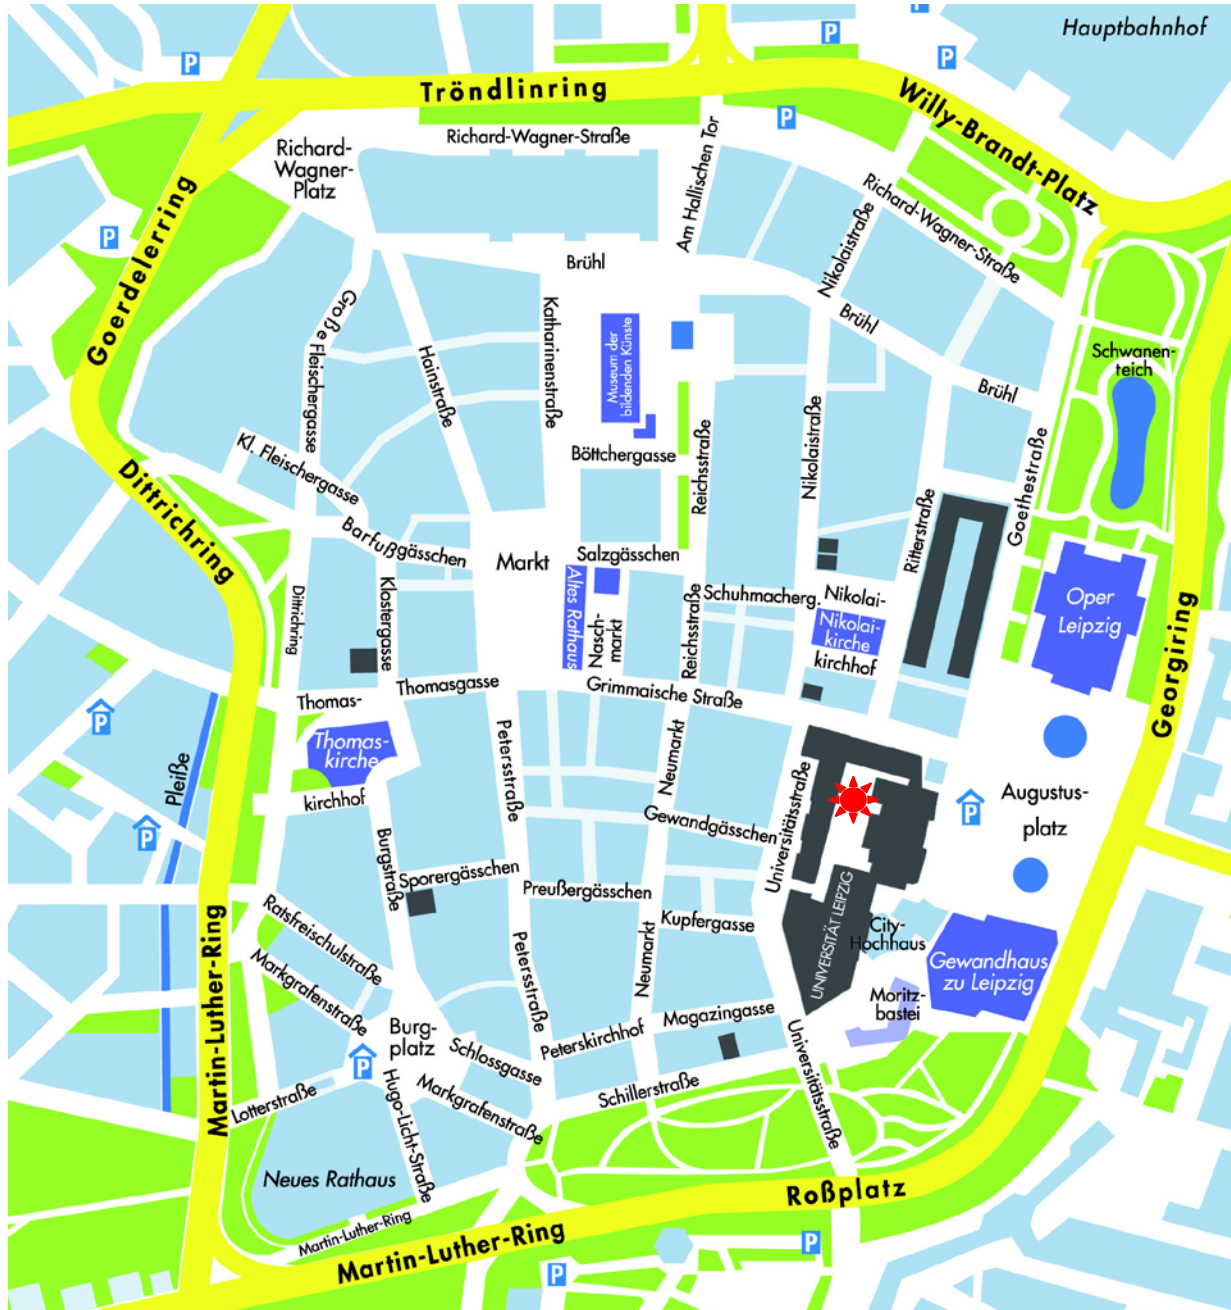 Hauptbahnhof
P
P
P
P
P
Tröndlinring
Willy-Brandt-Platz
Richard-Wagner-Straße
Richard-
Wagner-
Platz
Am Hallischen Tor
Richard-Wagner-Straße
Nikolaistraße
Goerdelerring
P
Brühl
Große Fleischergasse
Katharinenstraße
Hainstraße
Museum der
bildenden Künste
Brühl
Brühl
Schwanen-
teich
Nikolaistraße
Böttchergasse
Reichsstraße
Kl. Fleischergasse
Goethestraße
Dittrichring
Barfußgässchen
Markt
Salzgässchen
Ritterstraße
Altes Rathaus
Nasch-
markt
Klostergasse
Dittrichring
Reichsstraße
Schuhmacherg.
Nikolai-
Nikolai-
kirche
kirchhof
Oper
Leipzig
Georgiring
Thomasgasse
Thomas-
Grimmaische Straße
P
Thomas-
kirche
kirchhof
Pleiße
Petersstraße
Neumarkt
Universitätsstraße
Gewandgässchen
P
Augustus-
platz
P
Burgstraße
Sporergässchen
Preußergässchen
Kupfergasse
UNIVERSITÄT LEIPZIG
City-
Hochhaus
Gewandhaus
zu Leipzig
Ratsfreischulstraße
Markgrafenstraße
Martin-Luther-Ring
Petersstraße
Neumarkt
Moritz-
bastei
Burg-
platz
P
Schlossgasse
Peterskirchhof
Magazingasse
Universitätsstraße
Schillerstraße
Lotterstraße
Hugo-Licht-Straße
Markgrafenstraße
Neues Rathaus
Martin-Luther-Ring
Roßplatz
Martin-Luther-Ring
P
P